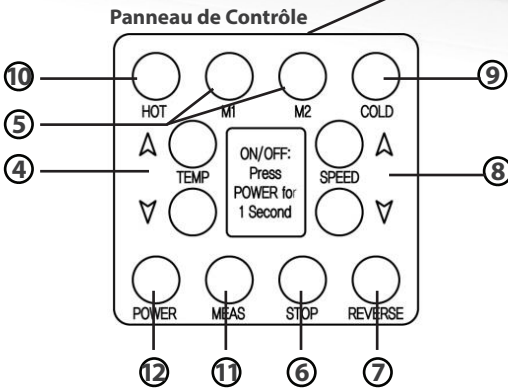 Panneau de Contrôle
10
9
HOT
M1
M2
COLD
5
4
TEMP
ON/OFF:
Press
POWER for
1 Second
SPEED
8
POWER
MEAS
STOP
REVERSE
12
11
6
7